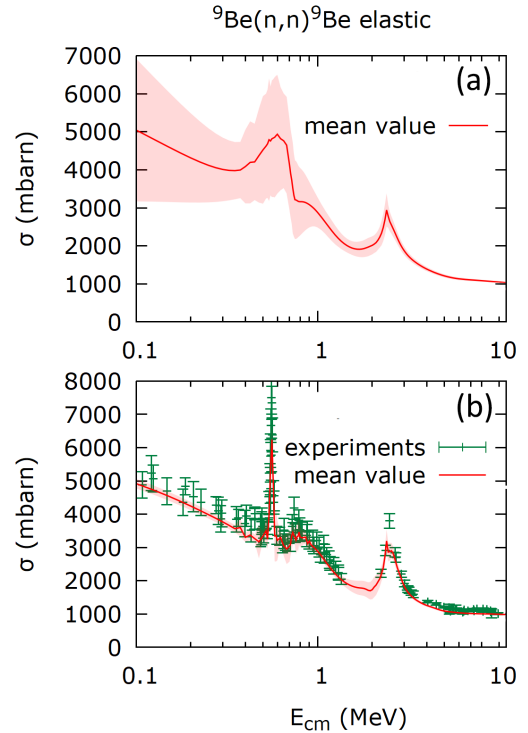 ⁹Be(n,n)⁹Be elastic
(a)
mean value
σ (mbarn)
7000
6000
5000
4000
3000
2000
1000
0
0.1
1
10
(b)
experiments
mean value
σ (mbarn)
8000
7000
6000
5000
4000
3000
2000
1000
0
0.1
1
10
E_cm (MeV)